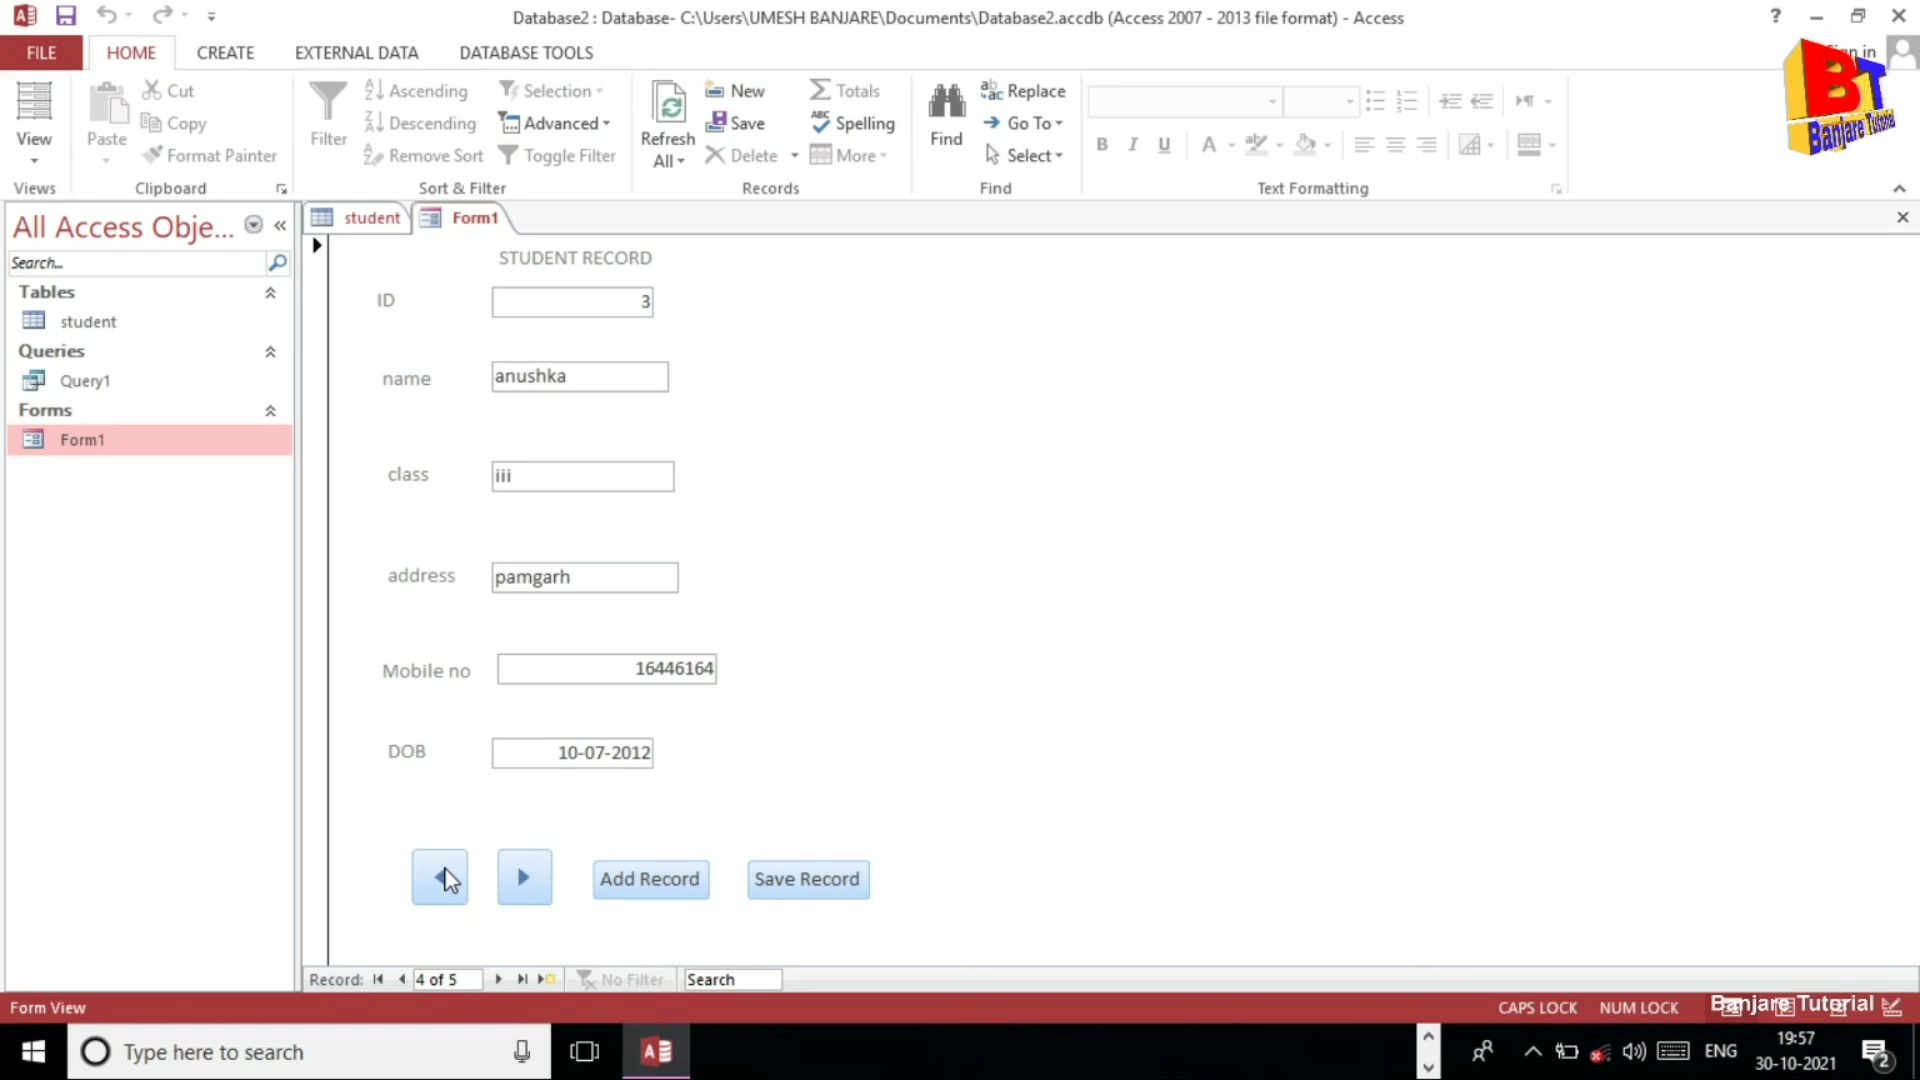 Database2 : Database- C:\Users\UMESH BANJARE\Documents\Database2.accdb (Access 2007 - 2013 file format) - Access
?
FILE HOME CREATE EXTERNAL DATA DATABASE TOOLS
in
BT
Banjare Tutorial
View
Views
Paste
Cut
Copy
Format Painter
Clipboard
Filter
Ascending
Descending
Remove Sort
Selection
Advanced
Toggle Filter
Sort & Filter
Refresh
All
New
Save
Delete
Totals
Spelling
More
Records
Find
Replace
Go To
Select
Find
B I U A
Text Formatting
All Access Obje...
Search...
Tables
student
Queries
Query1
Forms
Form1
student Form1
STUDENT RECORD
ID 3
name anushka
class iii
address pamgarh
Mobile no 16446164
DOB 10-07-2012
Add Record Save Record
Record: 4 of 5 No Filter Search
Form View
CAPS LOCK NUM LOCK
Banjare Tutorial
Type here to search
ENG
19:57
30-10-2021
2